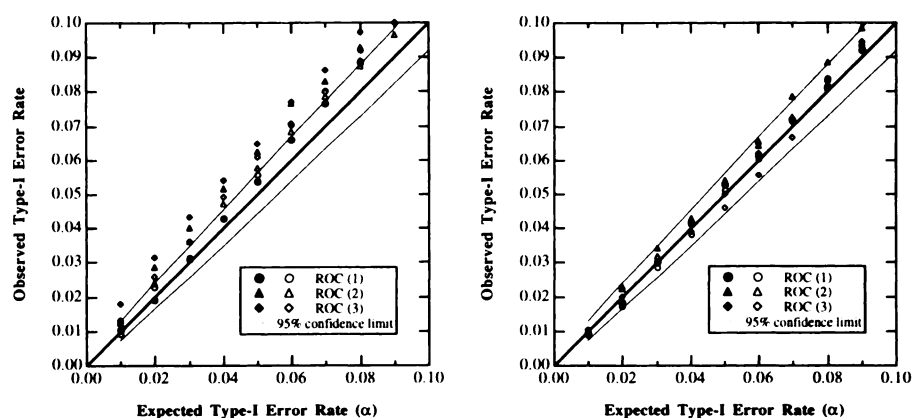 0.10
0.09
0.08
0.07
0.06
0.05
0.04
0.03
0.02
0.01
0.00
Observed Type-I Error Rate
0.00 0.02 0.04 0.06 0.08 0.10
Expected Type-I Error Rate (α)
ROC (1)
ROC (2)
ROC (3)
95% confidence limit
0.10
0.09
0.08
0.07
0.06
0.05
0.04
0.03
0.02
0.01
0.00
Observed Type-I Error Rate
0.00 0.02 0.04 0.06 0.08 0.10
Expected Type-I Error Rate (α)
ROC (1)
ROC (2)
ROC (3)
95% confidence limit